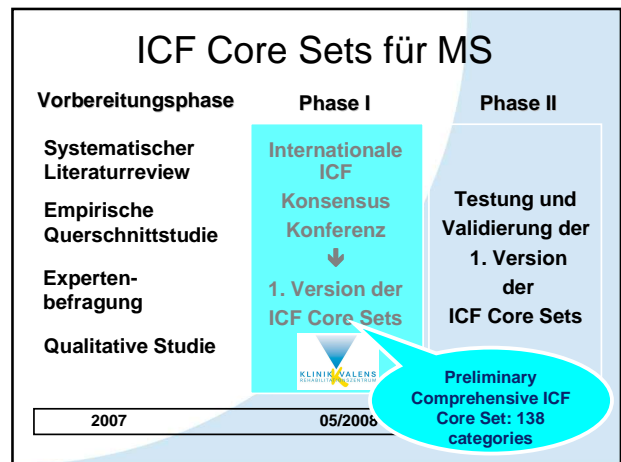 ICF Core Sets für MS
Vorbereitungsphase
Systematischer
Literaturreview
Empirische
Querschnittstudie
Experten-
befragung
Qualitative Studie
Phase I
Internationale
ICF
Konsensus
Konferenz
1. Version der
ICF Core Sets
KLINIK VALENS
REHABILITATIONSZENTRUM
Phase II
Testung und
Validierung der
1. Version
der
ICF Core Sets
Preliminary
Comprehensive ICF
Core Set: 138
categories
2007
05/2008